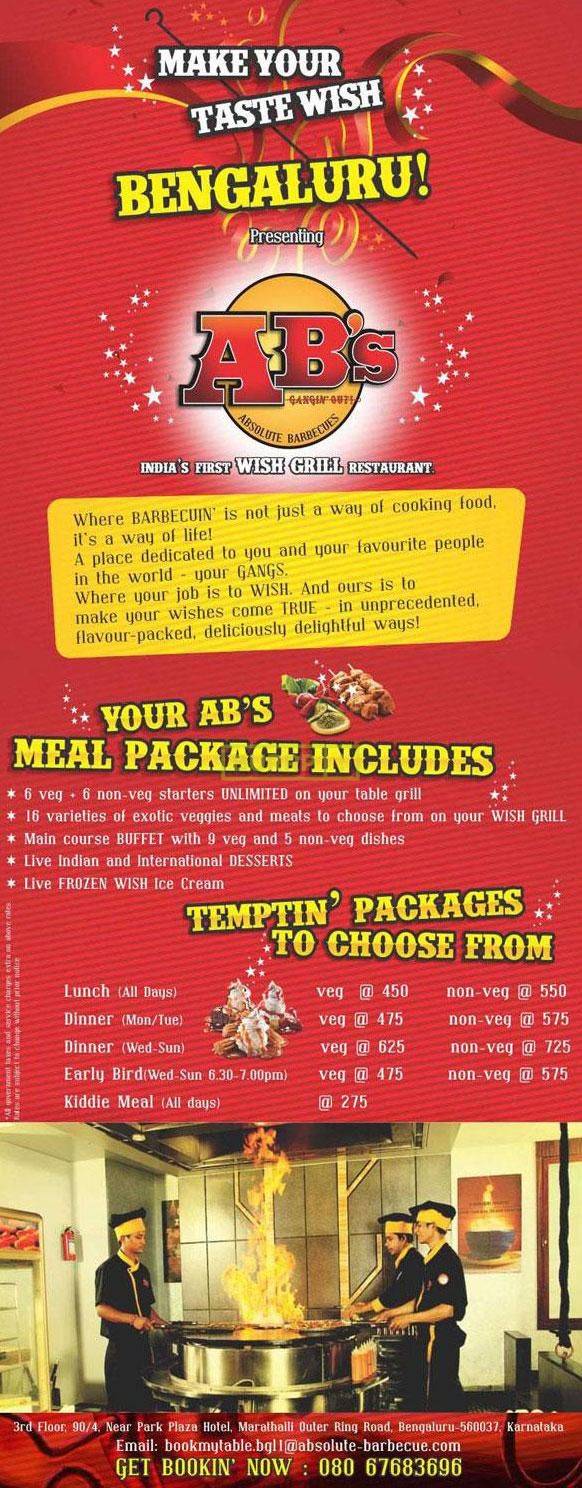 MAKE YOUR
TASTE WISH
BENGALURU!
Presenting
AB's
GANGIN' OUT!
ABSOLUTE BARBECUES
INDIA'S FIRST WISH GRILL RESTAURANT.
Where BARBECUIN' is not just a way of cooking food,
it's a way of life!
A place dedicated to you and your favourite people
in the world - your GANGS.
Where your job is to WISH. And ours is to
make your wishes come TRUE - in unprecedented,
flavour-packed, deliciously delightful ways!
YOUR AB'S
MEAL PACKAGE INCLUDES
✶ 6 veg + 6 non-veg starters UNLIMITED on your table grill
✶ 16 varieties of exotic veggies and meats to choose from on your WISH GRILL
✶ Main course BUFFET with 9 veg and 5 non-veg dishes
✶ Live Indian and International DESSERTS
✶ Live FROZEN WISH Ice Cream
TEMPTIN' PACKAGES
TO CHOOSE FROM
Lunch (All Days) veg @ 450 non-veg @ 550
Dinner (Mon/Tue) veg @ 475 non-veg @ 575
Dinner (Wed-Sun) veg @ 625 non-veg @ 725
Early Bird(Wed-Sun 6.30-7.00pm) veg @ 475 non-veg @ 575
Kiddie Meal (All days) @ 275
*All government taxes and service charges extra on above rates
Rates are subject to change without prior notice
3rd Floor, 90/4, Near Park Plaza Hotel, Marathalli Outer Ring Road, Bengaluru-560037, Karnataka
Email: bookmytable.bgl1@absolute-barbecue.com
GET BOOKIN' NOW : 080 67683696